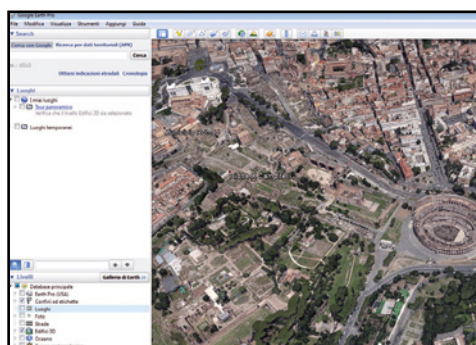 Google Earth Pro
File Modifica Visualizza Strumenti Aggiungi Guida
Search
Cerca con Google Ricerca per dati territoriali (APN)
Cerca
Ottieni indicazioni stradali Cronologia
Luoghi
I miei luoghi
Tour panoramico
Verifica che il livello Edifici 3D sia selezionato
Luoghi temporanei
Livelli
Galleria di Earth
Database principale
Earth Pro (USA)
Confini ed etichette
Luoghi
Foto
Strade
Edifici 3D
Oceano